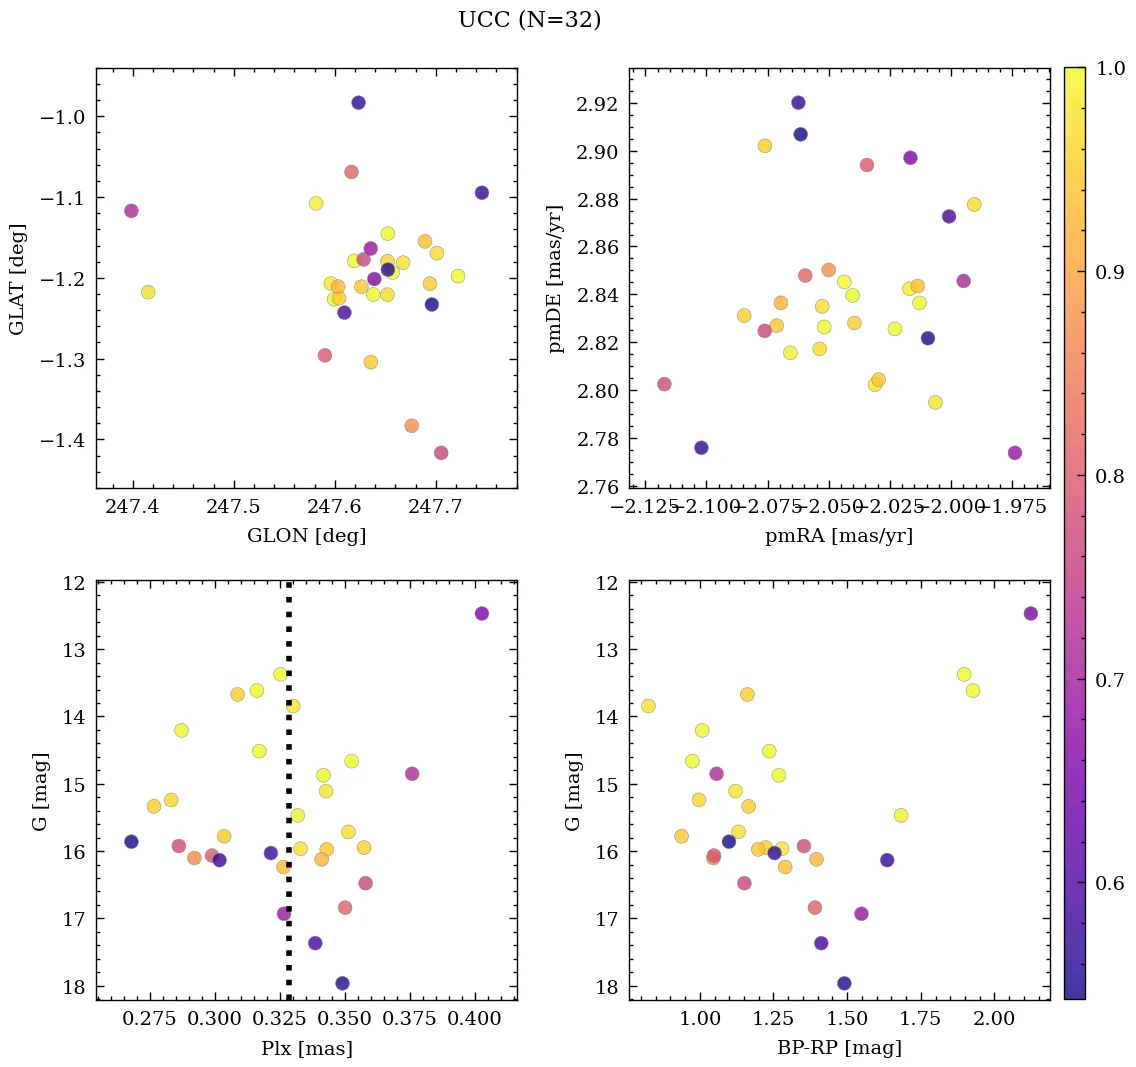 UCC (N=32)
−1.0
−1.1
−1.2
−1.3
−1.4
GLAT [deg]
247.4 247.5 247.6 247.7
GLON [deg]
2.92
2.90
2.88
2.86
2.84
2.82
2.80
2.78
2.76
pmDE [mas/yr]
−2.125 −2.100 −2.075 −2.050 −2.025 −2.000 −1.975
pmRA [mas/yr]
12
13
14
15
16
17
18
G [mag]
0.275 0.300 0.325 0.350 0.375 0.400
Plx [mas]
12
13
14
15
16
17
18
G [mag]
1.00 1.25 1.50 1.75 2.00
BP-RP [mag]
1.0
0.9
0.8
0.7
0.6